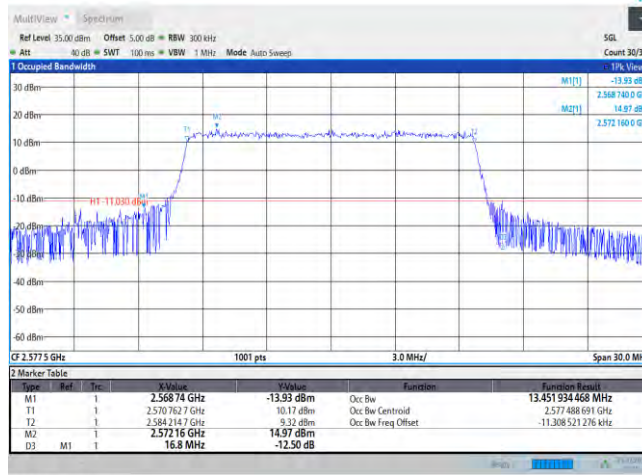 MultiView Spectrum
Ref Level 35.00 dBm Offset 5.00 dB RBW 300 kHz SGL
Att 40 dB SWT 100 ms VBW 1 MHz Mode Auto Sweep Count 30/3
1 Occupied Bandwidth 1Pk View
M1[1] -13.93 dB
2.568 740 0 G
M2[1] 14.97 dB
2.572 160 0 G
30 dBm
20 dBm
M2
T1
T2
10 dBm
0 dBm
-10 dBm
H1 -11.030 dBm
M1
-20 dBm
-30 dBm
-40 dBm
-50 dBm
-60 dBm
CF 2.577 5 GHz 1001 pts 3.0 MHz/ Span 30.0 MH
2 Marker Table
Type Ref Trc X-Value Y-Value Function Function Result
M1 1 2.568 74 GHz -13.93 dBm Occ Bw 13.451 934 468 MHz
T1 1 2.570 762 7 GHz 10.17 dBm Occ Bw Centroid 2.577 488 691 GHz
T2 1 2.584 214 7 GHz 9.32 dBm Occ Bw Freq Offset -11.308 521 276 kHz
M2 1 2.572 16 GHz 14.97 dBm
D3 M1 1 16.8 MHz -12.50 dB